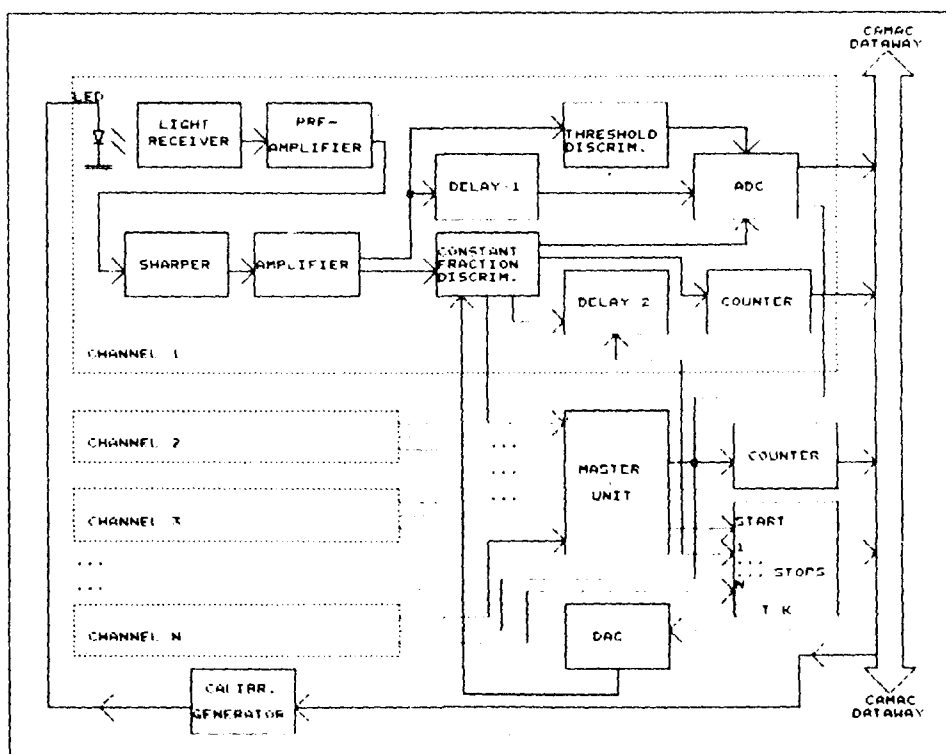 CAMAC
DATAWAY
LED
LIGHT
RECEIVER
PRE-
AMPLIFIER
THRESHOLD
DISCRIM.
DELAY 1
ADC
SHARPER
AMPLIFIER
CONSTANT
FRACTION
DISCRIM.
DELAY 2
COUNTER
CHANNEL 1
CHANNEL 2
...
...
...
MASTER
UNIT
COUNTER
CHANNEL 3
START
1
... STOPS
...
N
...
...
T K
CHANNEL N
DAC
CALIBR.
GENERATOR
CAMAC
DATAWAY